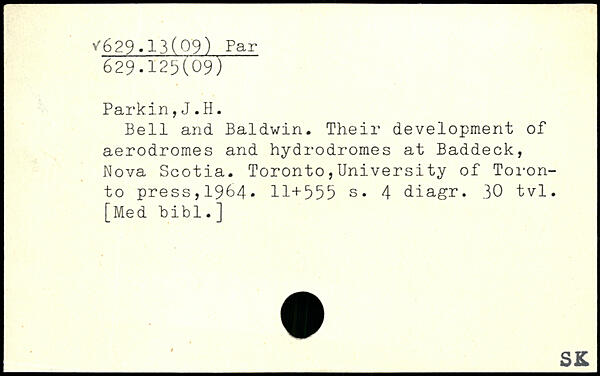 √629.13(09) Par
629.125(09)
Parkin,J.H.
Bell and Baldwin. Their development of
aerodromes and hydrodromes at Baddeck,
Nova Scotia. Toronto,University of Toron-
to press,1964. 11+555 s. 4 diagr. 30 tvl.
[Med bibl.]
SK